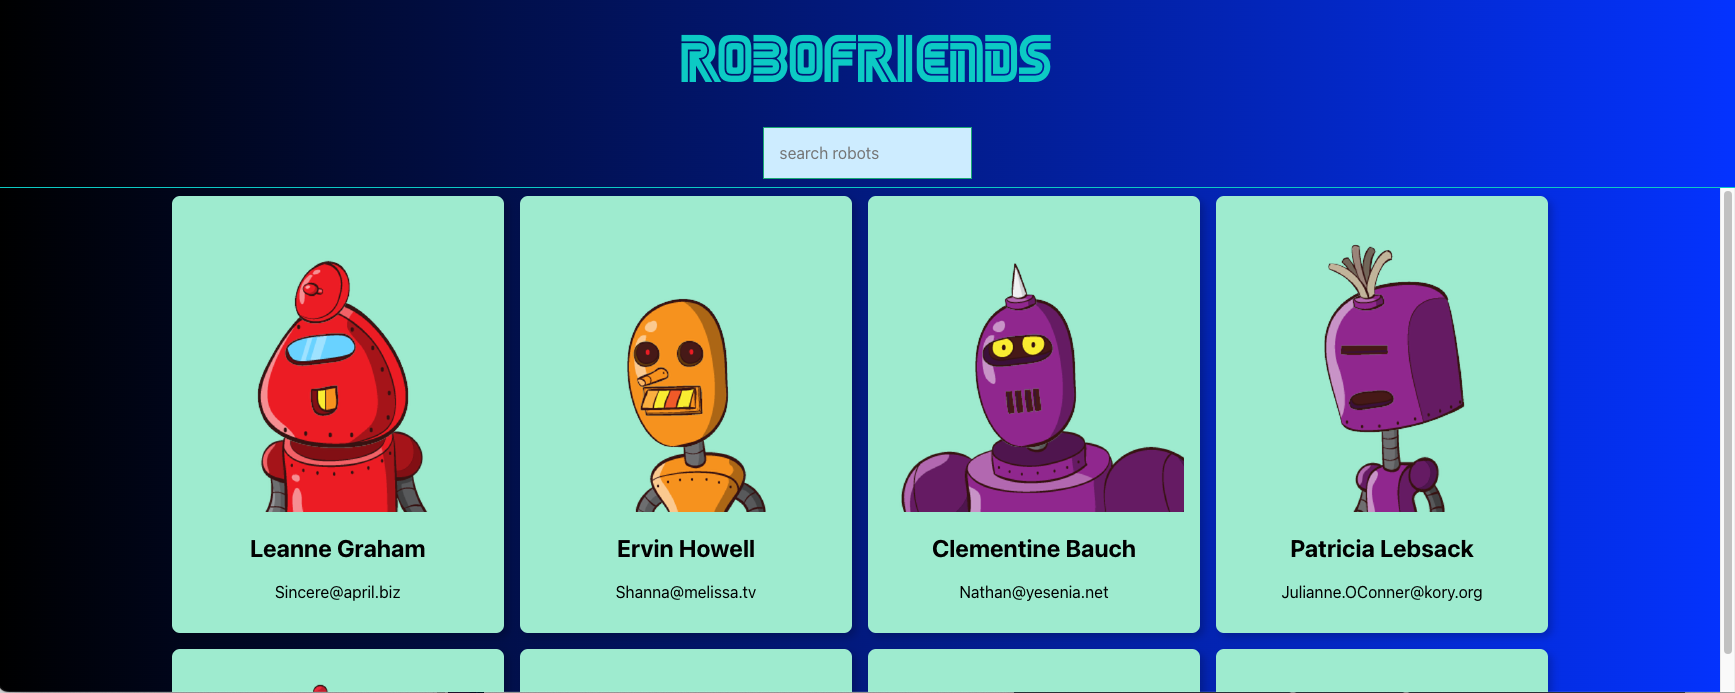 ROBOFRIENDS
search robots
Leanne Graham
Sincere@april.biz
Ervin Howell
Shanna@melissa.tv
Clementine Bauch
Nathan@yesenia.net
Patricia Lebsack
Julianne.OConner@kory.org